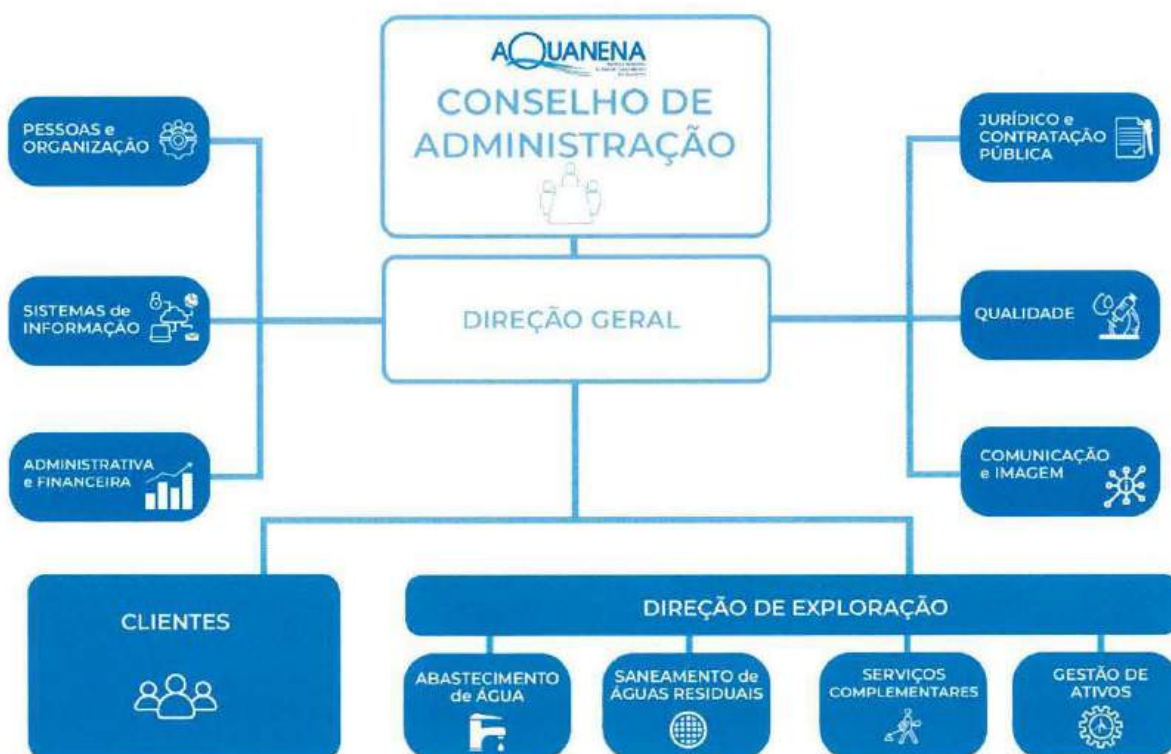 AQUANENA
CONSELHO DE
ADMINISTRAÇÃO
PESSOAS e
ORGANIZAÇÃO
JURÍDICO e
CONTRATAÇÃO
PÚBLICA
SISTEMAS de
INFORMAÇÃO
DIREÇÃO GERAL
QUALIDADE
ADMINISTRATIVA
e FINANCEIRA
COMUNICAÇÃO
e IMAGEM
CLIENTES
DIREÇÃO DE EXPLORAÇÃO
ABASTECIMENTO
de ÁGUA
SANEAMENTO de
ÁGUAS RESIDUAIS
SERVIÇOS
COMPLEMENTARES
GESTÃO DE
ATIVOS